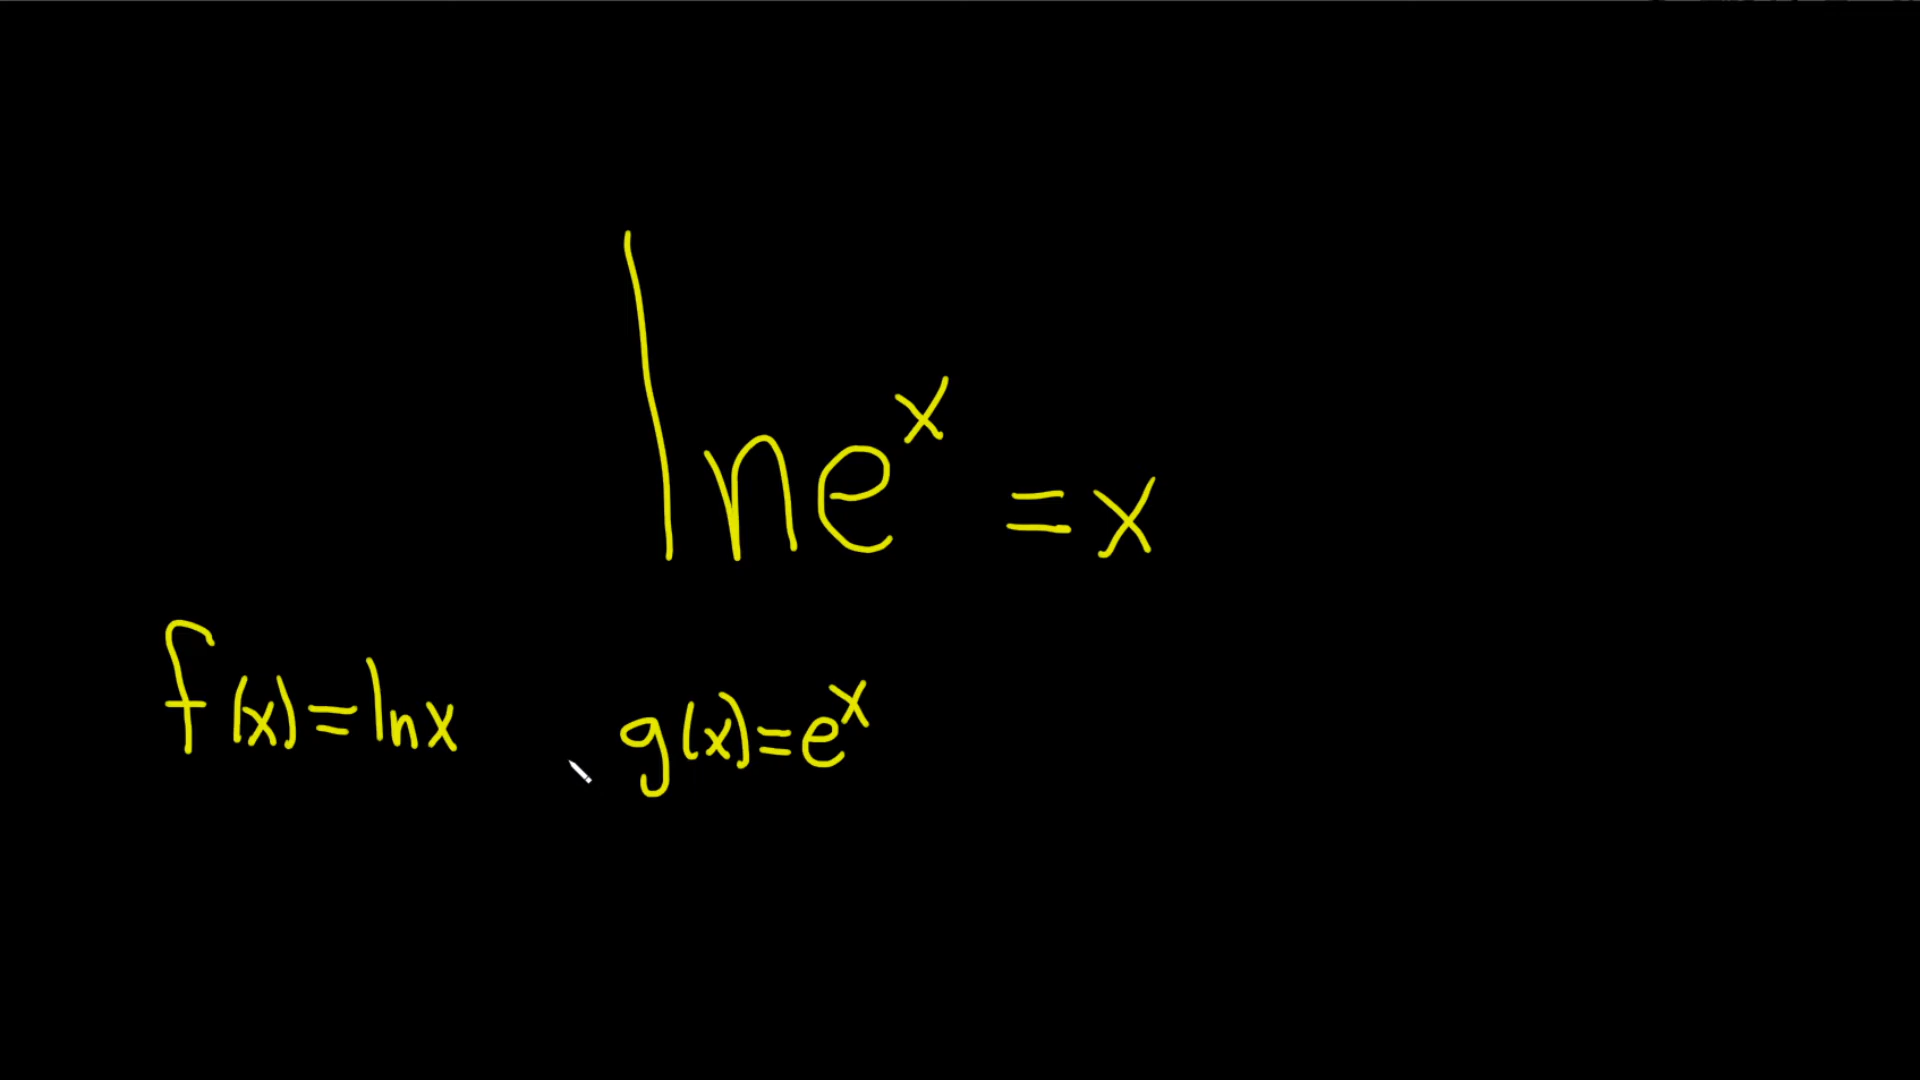 ln e^x = x
f(x) = ln x   g(x) = e^x